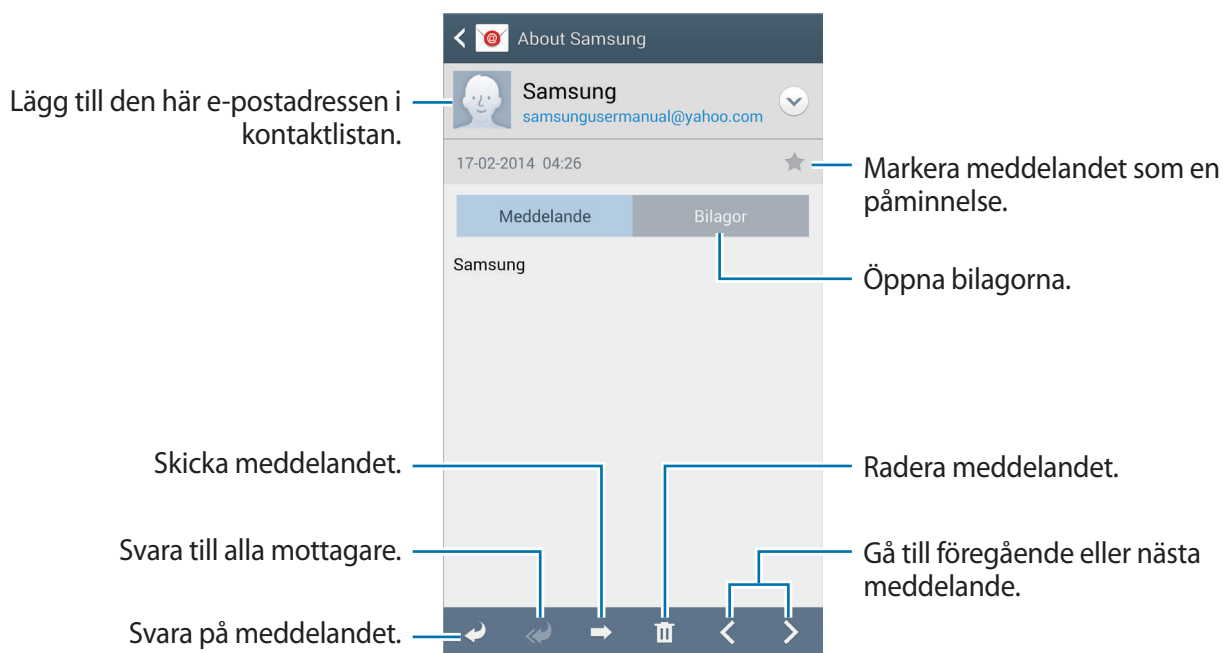 About Samsung
Lägg till den här e-postadressen i
kontaktlistan.
Samsung
samsungusermanual@yahoo.com
17-02-2014 04:26
Markera meddelandet som en
påminnelse.
Meddelande
Bilagor
Samsung
Öppna bilagorna.
Skicka meddelandet.
Radera meddelandet.
Svara till alla mottagare.
Gå till föregående eller nästa
meddelande.
Svara på meddelandet.